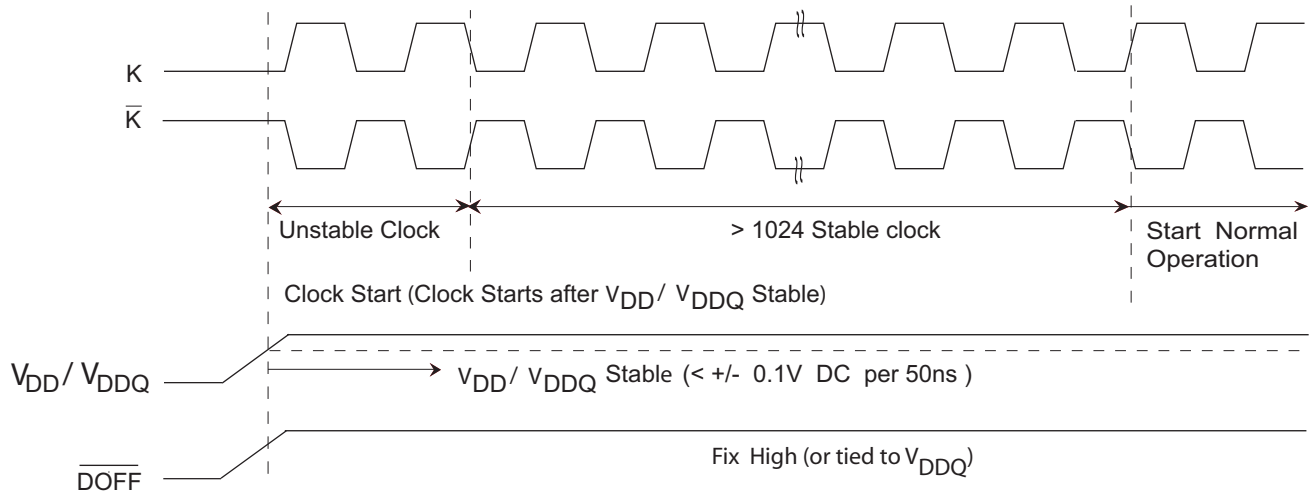 K
K̅
Unstable Clock
> 1024 Stable clock
Start Normal
Operation
Clock Start (Clock Starts after VDD / VDDQ Stable)
VDD / VDDQ
VDD / VDDQ Stable (< +/- 0.1V DC per 50ns )
Fix High (or tied to VDDQ)
D̅O̅F̅F̅